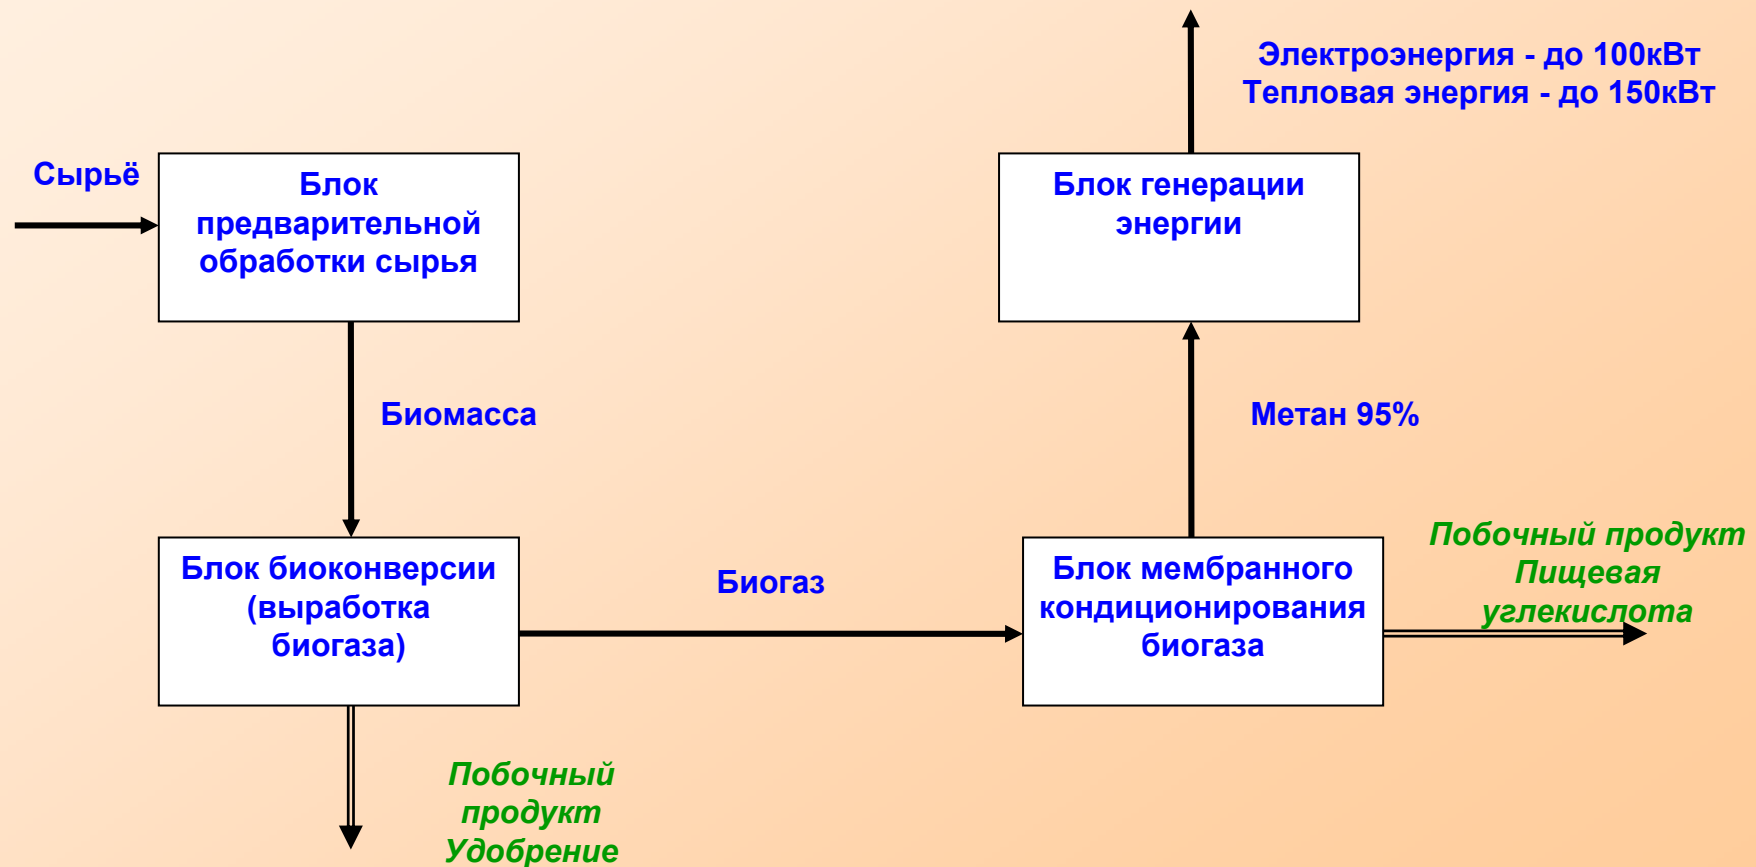 Электроэнергия - до 100кВт
Тепловая энергия - до 150кВт
Сырьё
Блок
предварительной
обработки сырья
Блок генерации
энергии
Биомасса
Метан 95%
Блок биоконверсии
(выработка
биогаза)
Биогаз
Блок мембранного
кондиционирования
биогаза
Побочный продукт
Пищевая
углекислота
Побочный
продукт
Удобрение